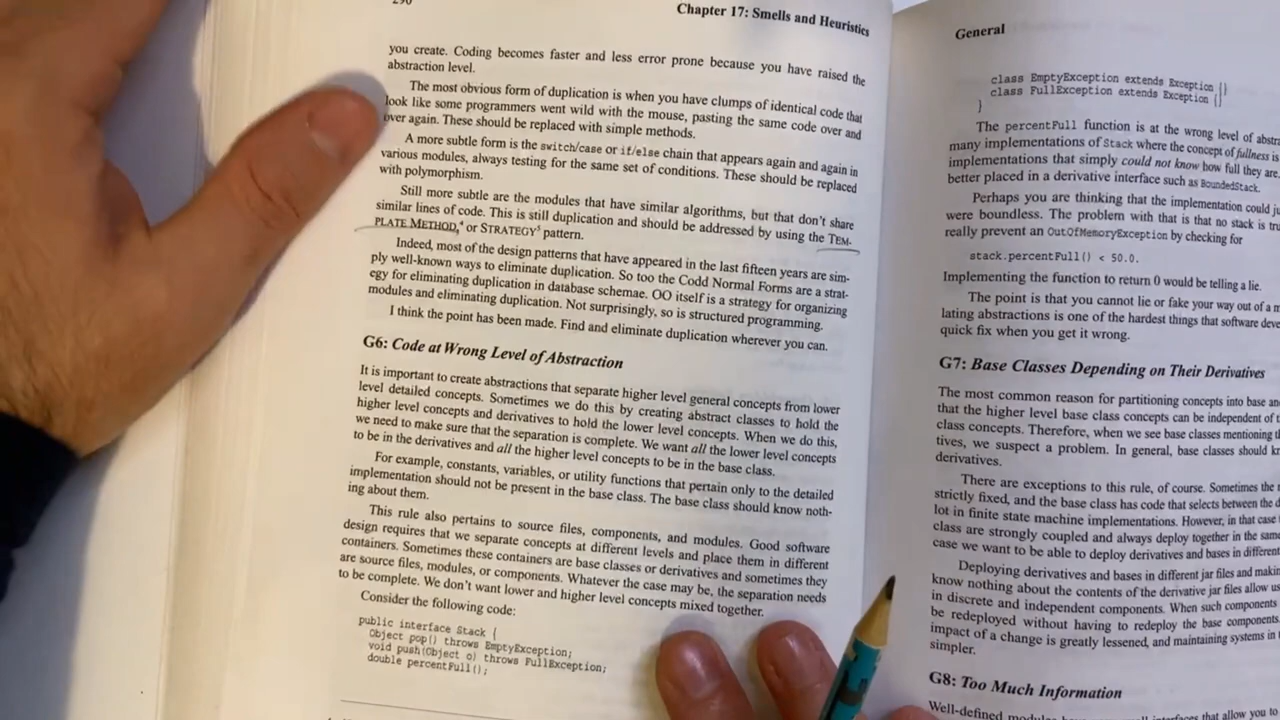 290
Chapter 17: Smells and Heuristics
you create. Coding becomes faster and less error prone because you have raised the
abstraction level.
The most obvious form of duplication is when you have clumps of identical code that
look like some programmers went wild with the mouse, pasting the same code over and
over again. These should be replaced with simple methods.
A more subtle form is the switch/case or if/else chain that appears again and again in
various modules, always testing for the same set of conditions. These should be replaced
with polymorphism.
Still more subtle are the modules that have similar algorithms, but that don't share
similar lines of code. This is still duplication and should be addressed by using the TEM-
PLATE METHOD,4 or STRATEGY5 pattern.
Indeed, most of the design patterns that have appeared in the last fifteen years are sim-
ply well-known ways to eliminate duplication. So too the Codd Normal Forms are a strat-
egy for eliminating duplication in database schemae. OO itself is a strategy for organizing
modules and eliminating duplication. Not surprisingly, so is structured programming.
I think the point has been made. Find and eliminate duplication wherever you can.
G6: Code at Wrong Level of Abstraction
It is important to create abstractions that separate higher level general concepts from lower
level detailed concepts. Sometimes we do this by creating abstract classes to hold the
higher level concepts and derivatives to hold the lower level concepts. When we do this,
we need to make sure that the separation is complete. We want all the lower level concepts
to be in the derivatives and all the higher level concepts to be in the base class.
For example, constants, variables, or utility functions that pertain only to the detailed
implementation should not be present in the base class. The base class should know noth-
ing about them.
This rule also pertains to source files, components, and modules. Good software
design requires that we separate concepts at different levels and place them in different
containers. Sometimes these containers are base classes or derivatives and sometimes they
are source files, modules, or components. Whatever the case may be, the separation needs
to be complete. We don't want lower and higher level concepts mixed together.
Consider the following code:
public interface Stack {
Object pop() throws EmptyException;
void push(Object o) throws FullException;
double percentFull();
General
class EmptyException extends Exception {}
class FullException extends Exception {}
}
The percentFull function is at the wrong level of abstra
many implementations of Stack where the concept of fullness is
implementations that simply could not know how full they are.
better placed in a derivative interface such as BoundedStack.
Perhaps you are thinking that the implementation could ju
were boundless. The problem with that is that no stack is tru
really prevent an OutOfMemoryException by checking for
stack.percentFull() < 50.0.
Implementing the function to return 0 would be telling a lie.
The point is that you cannot lie or fake your way out of a m
lating abstractions is one of the hardest things that software deve
quick fix when you get it wrong.
G7: Base Classes Depending on Their Derivatives
The most common reason for partitioning concepts into base an
that the higher level base class concepts can be independent of t
class concepts. Therefore, when we see base classes mentioning th
tives, we suspect a problem. In general, base classes should kn
derivatives.
There are exceptions to this rule, of course. Sometimes the n
strictly fixed, and the base class has code that selects between the d
lot in finite state machine implementations. However, in that case t
class are strongly coupled and always deploy together in the same
case we want to be able to deploy derivatives and bases in different
Deploying derivatives and bases in different jar files and makin
know nothing about the contents of the derivative jar files allow us
in discrete and independent components. When such components
be redeployed without having to redeploy the base components.
impact of a change is greatly lessened, and maintaining systems in t
simpler.
G8: Too Much Information
Well-defined interfaces that allow you to